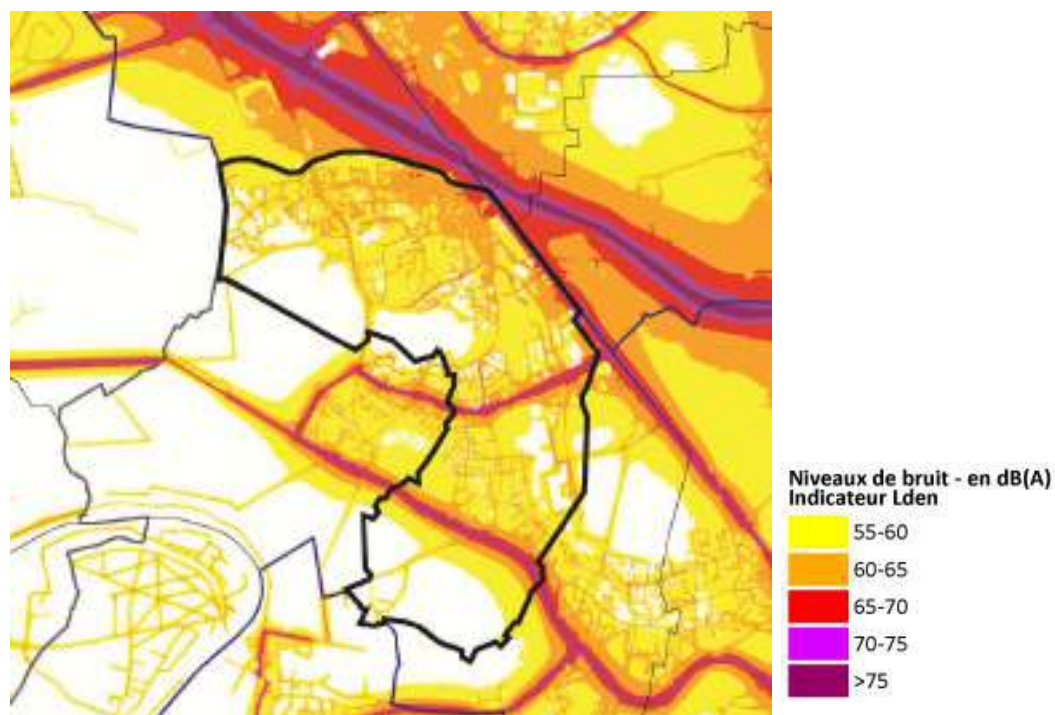 Niveaux de bruit - en dB(A)
Indicateur Lden
55-60
60-65
65-70
70-75
>75